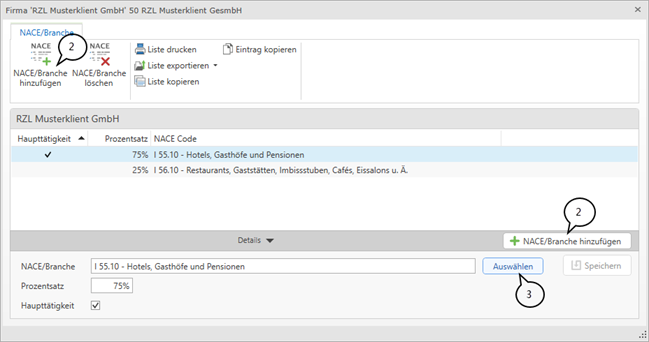 Firma 'RZL Musterklient GmbH' 50 RZL Musterklient GesmbH
NACE/Branche
NACE
NACE
2
NACE/Branche hinzufügen
NACE/Branche löschen
Liste drucken
Liste exportieren
Liste kopieren
Eintrag kopieren
RZL Musterklient GmbH
Haupttätigkeit Prozentsatz NACE Code
75% I 55.10 - Hotels, Gasthöfe und Pensionen
25% I 56.10 - Restaurants, Gaststätten, Imbissstuben, Cafés, Eissalons u. Ä.
2
Details
NACE/Branche hinzufügen
NACE/Branche I 55.10 - Hotels, Gasthöfe und Pensionen Auswählen Speichern
Prozentsatz 75%
3
Haupttätigkeit